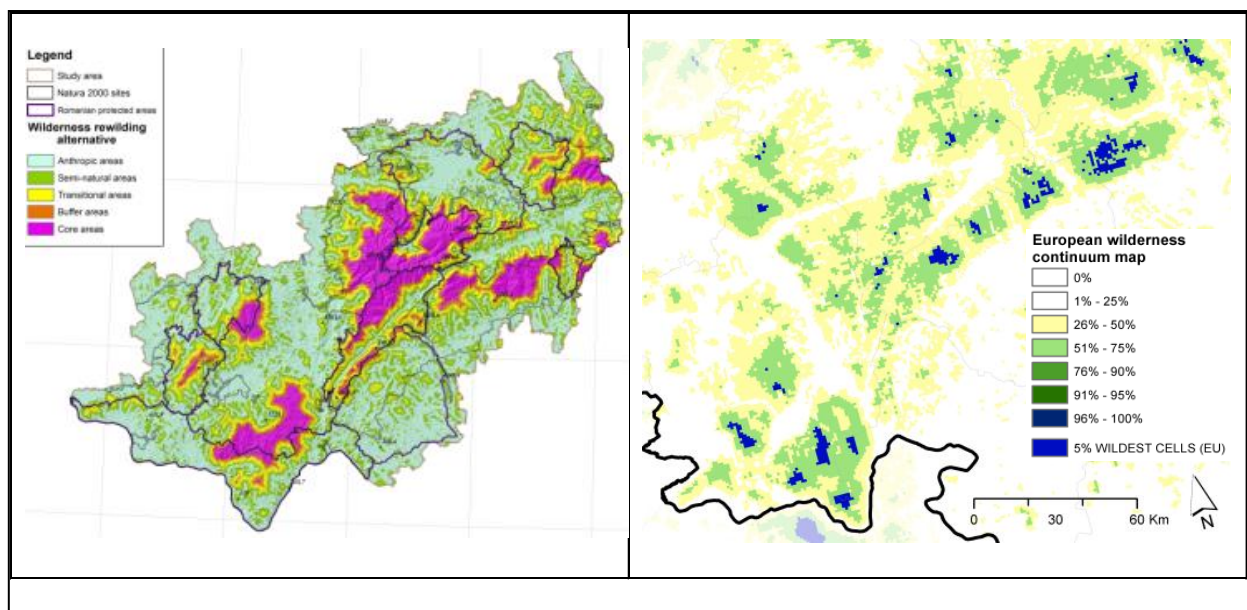 Legend
Study area
Natura 2000 sites
Romanian protected areas
Wilderness rewilding
alternative
Anthropic areas
Semi-natural areas
Transitional areas
Buffer areas
Core areas
European wilderness
continuum map
0%
1% - 25%
26% - 50%
51% - 75%
76% - 90%
91% - 95%
96% - 100%
5% WILDEST CELLS (EU)
0 30 60 Km
N